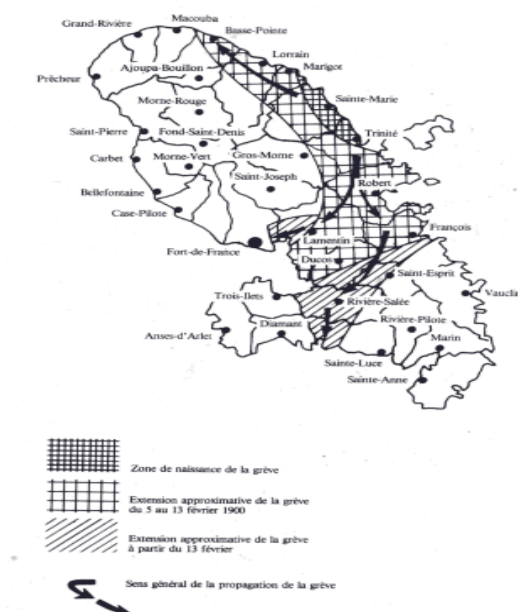 Macouba
Grand-Rivière
Basse-Pointe
Lorrain
Ajoupa-Bouillon
Marigot
Prêcheur
Morne-Rouge
Sainte-Marie
Saint-Pierre
Fond-Saint-Denis
Trinité
Carbet
Morne-Vert
Gros-Morne
Saint-Joseph
Robert
Bellefontaine
Case-Pilote
François
Lamentin
Fort-de-France
Ducos
Saint-Esprit
Trois-Ilets
Vauclin
Rivière-Salée
Diamant
Rivière-Pilote
Anses-d'Arlet
Marin
Sainte-Luce
Sainte-Anne
Zone de naissance de la grève
Extension approximative de la grève
du 5 au 13 février 1900
Extension approximative de la grève
à partir du 13 février
Sens général de la propagation de la grève